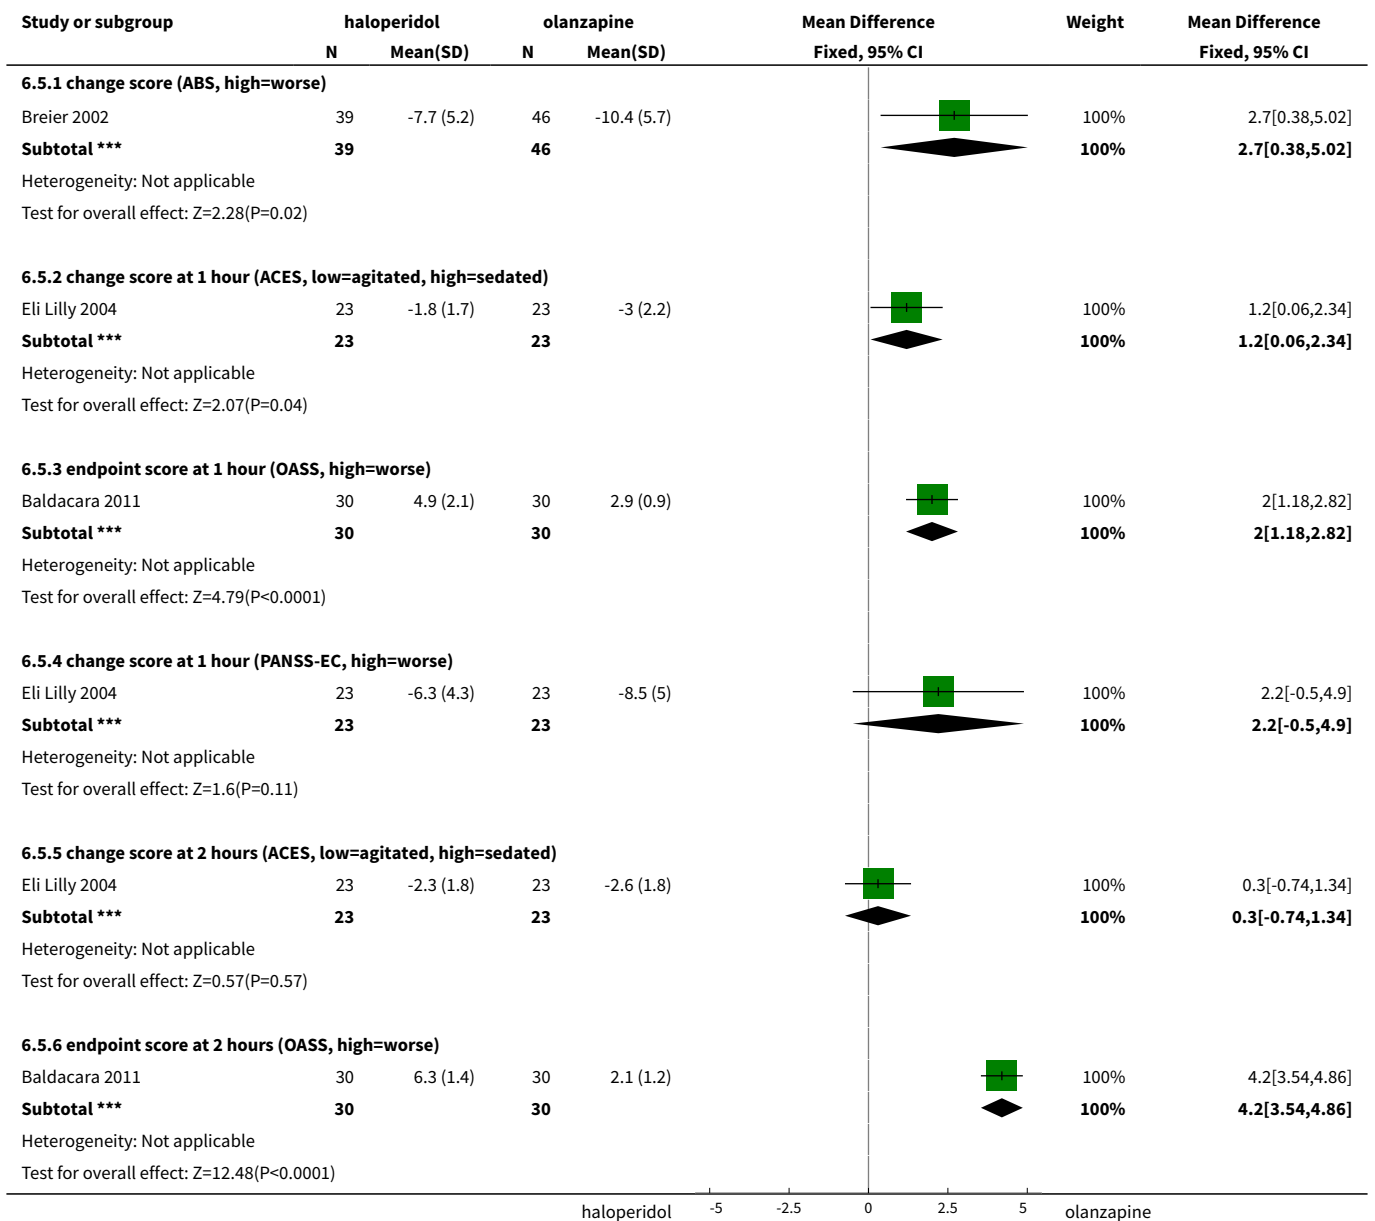 Study or subgroup haloperidol olanzapine Mean Difference Weight Mean Difference
N Mean(SD) N Mean(SD) Fixed, 95% CI Fixed, 95% CI
6.5.1 change score (ABS, high=worse)
Breier 2002 39 -7.7 (5.2) 46 -10.4 (5.7) 100% 2.7[0.38,5.02]
Subtotal *** 39 46 100% 2.7[0.38,5.02]
Heterogeneity: Not applicable
Test for overall effect: Z=2.28(P=0.02)
6.5.2 change score at 1 hour (ACES, low=agitated, high=sedated)
Eli Lilly 2004 23 -1.8 (1.7) 23 -3 (2.2) 100% 1.2[0.06,2.34]
Subtotal *** 23 23 100% 1.2[0.06,2.34]
Heterogeneity: Not applicable
Test for overall effect: Z=2.07(P=0.04)
6.5.3 endpoint score at 1 hour (OASS, high=worse)
Baldacara 2011 30 4.9 (2.1) 30 2.9 (0.9) 100% 2[1.18,2.82]
Subtotal *** 30 30 100% 2[1.18,2.82]
Heterogeneity: Not applicable
Test for overall effect: Z=4.79(P<0.0001)
6.5.4 change score at 1 hour (PANSS-EC, high=worse)
Eli Lilly 2004 23 -6.3 (4.3) 23 -8.5 (5) 100% 2.2[-0.5,4.9]
Subtotal *** 23 23 100% 2.2[-0.5,4.9]
Heterogeneity: Not applicable
Test for overall effect: Z=1.6(P=0.11)
6.5.5 change score at 2 hours (ACES, low=agitated, high=sedated)
Eli Lilly 2004 23 -2.3 (1.8) 23 -2.6 (1.8) 100% 0.3[-0.74,1.34]
Subtotal *** 23 23 100% 0.3[-0.74,1.34]
Heterogeneity: Not applicable
Test for overall effect: Z=0.57(P=0.57)
6.5.6 endpoint score at 2 hours (OASS, high=worse)
Baldacara 2011 30 6.3 (1.4) 30 2.1 (1.2) 100% 4.2[3.54,4.86]
Subtotal *** 30 30 100% 4.2[3.54,4.86]
Heterogeneity: Not applicable
Test for overall effect: Z=12.48(P<0.0001)
haloperidol -5 -2.5 0 2.5 5 olanzapine